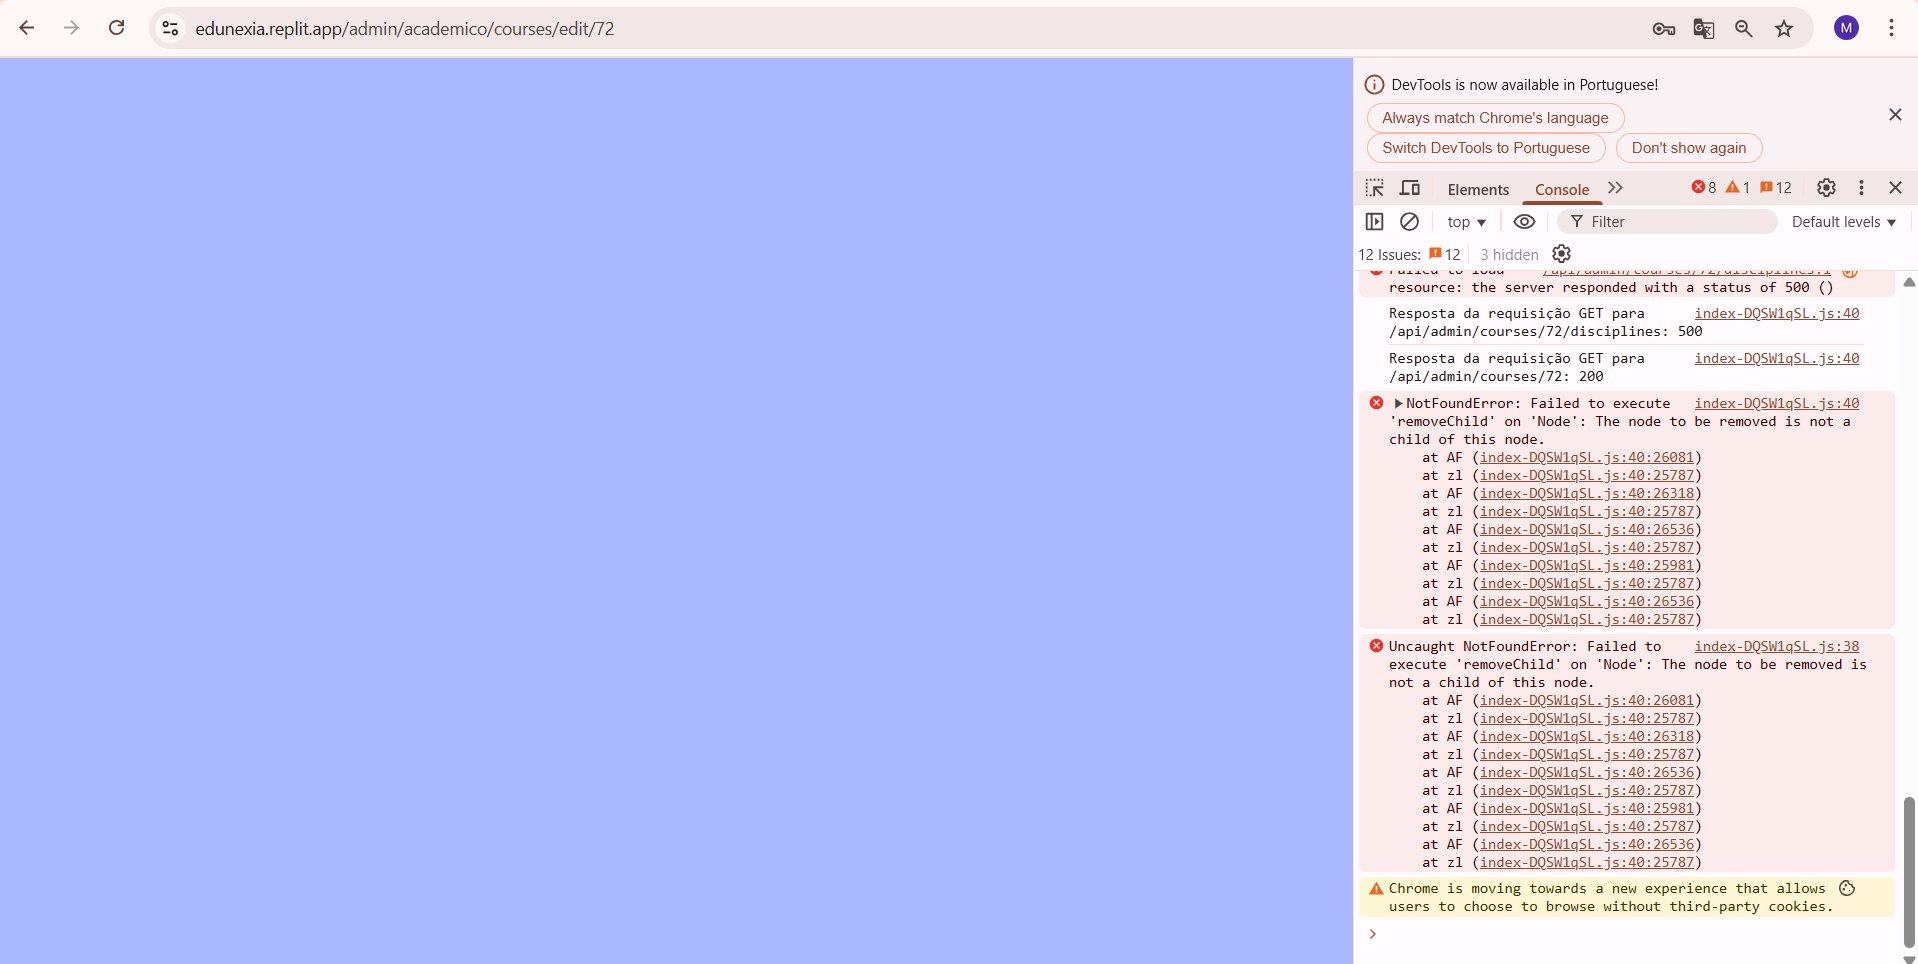 edunexia.replit.app/admin/academico/courses/edit/72
M
DevTools is now available in Portuguese!
Always match Chrome's language
Switch DevTools to Portuguese
Don't show again
Elements
Console
8
1
12
top
Filter
Default levels
12 Issues:
12
3 hidden
Failed to load /api/admin/courses/72/disciplines:1
resource: the server responded with a status of 500 ()
Resposta da requisição GET para index-DQSW1qSL.js:40
/api/admin/courses/72/disciplines: 500
Resposta da requisição GET para index-DQSW1qSL.js:40
/api/admin/courses/72: 200
NotFoundError: Failed to execute index-DQSW1qSL.js:40
'removeChild' on 'Node': The node to be removed is not a
child of this node.
at AF (index-DQSW1qSL.js:40:26081)
at zl (index-DQSW1qSL.js:40:25787)
at AF (index-DQSW1qSL.js:40:26318)
at zl (index-DQSW1qSL.js:40:25787)
at AF (index-DQSW1qSL.js:40:26536)
at zl (index-DQSW1qSL.js:40:25787)
at AF (index-DQSW1qSL.js:40:25981)
at zl (index-DQSW1qSL.js:40:25787)
at AF (index-DQSW1qSL.js:40:26536)
at zl (index-DQSW1qSL.js:40:25787)
Uncaught NotFoundError: Failed to index-DQSW1qSL.js:38
execute 'removeChild' on 'Node': The node to be removed is
not a child of this node.
at AF (index-DQSW1qSL.js:40:26081)
at zl (index-DQSW1qSL.js:40:25787)
at AF (index-DQSW1qSL.js:40:26318)
at zl (index-DQSW1qSL.js:40:25787)
at AF (index-DQSW1qSL.js:40:26536)
at zl (index-DQSW1qSL.js:40:25787)
at AF (index-DQSW1qSL.js:40:25981)
at zl (index-DQSW1qSL.js:40:25787)
at AF (index-DQSW1qSL.js:40:26536)
at zl (index-DQSW1qSL.js:40:25787)
Chrome is moving towards a new experience that allows
users to choose to browse without third-party cookies.